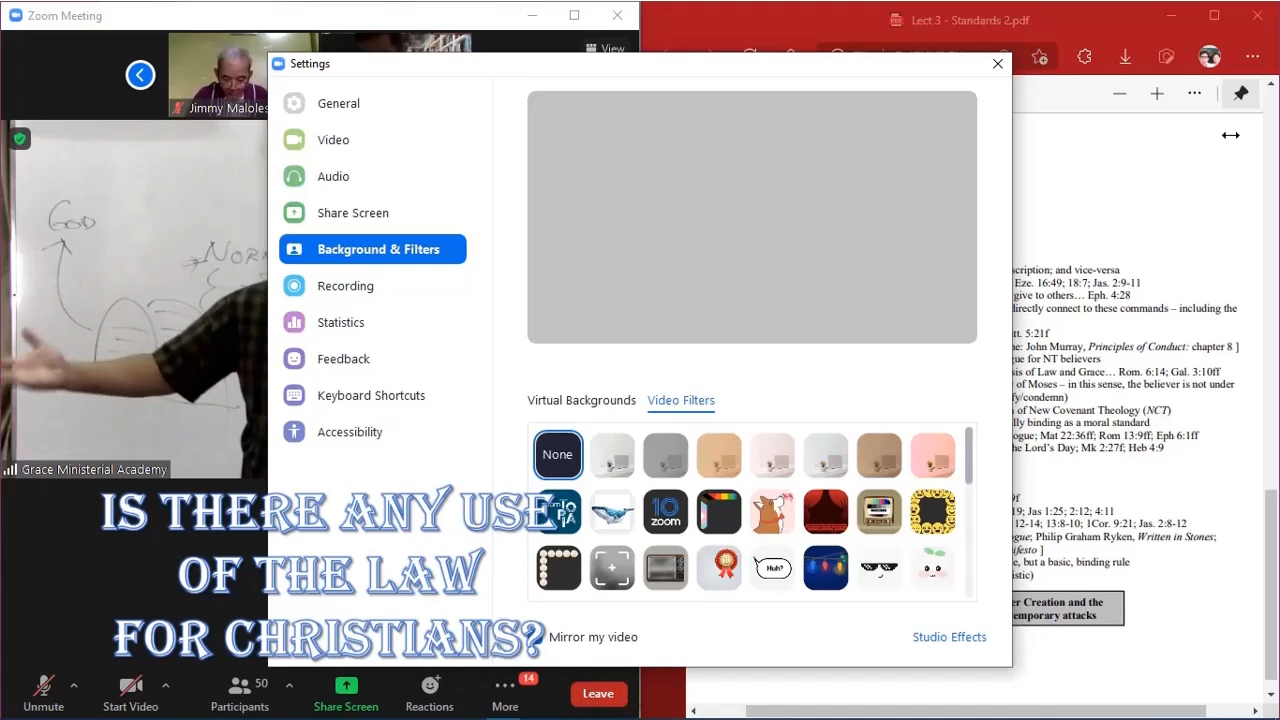 Zoom Meeting
View
Jimmy Maloles
GOD
NOR
Grace Ministerial Academy
Settings
General
Video
Audio
Share Screen
Background & Filters
Recording
Statistics
Feedback
Keyboard Shortcuts
Accessibility
Virtual Backgrounds
Video Filters
None
10
zoom
Huh?
Mirror my video
Studio Effects
IS THERE ANY USE
OF THE LAW
FOR CHRISTIANS?
Unmute
Start Video
50
Participants
Share Screen
Reactions
14
More
Leave
Lect 3 - Standards 2.pdf
scription; and vice-versa
Eze. 16:49; 18:7; Jas. 2:9-11
give to others… Eph. 4:28
directly connect to these commands – including the
tt. 5:21f
ne: John Murray, Principles of Conduct: chapter 8 ]
gue for NT believers
sis of Law and Grace… Rom. 6:14; Gal. 3:10ff
of Moses – in this sense, the believer is not under
fy/condemn)
n of New Covenant Theology (NCT)
lly binding as a moral standard
logue; Mat 22:36ff; Rom 13:9ff; Eph 6:1ff
the Lord's Day; Mk 2:27f; Heb 4:9
9f
19; Jas 1:25; 2:12; 4:11
12-14; 13:8-10; 1Cor. 9:21; Jas. 2:8-12
ogue; Philip Graham Ryken, Written in Stones;
ifesto ]
e, but a basic, binding rule
istic)
er Creation and the
temporary attacks